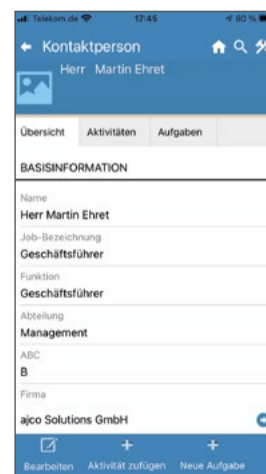 Telekom.de 17:45 80 %
Kontaktperson
Herr Martin Ehret
Übersicht Aktivitäten Aufgaben
BASISINFORMATION
Name
Herr Martin Ehret
Job-Bezeichnung
Geschäftsführer
Funktion
Geschäftsführer
Abteilung
Management
ABC
B
Firma
ajco Solutions GmbH
Bearbeiten Aktivität zufügen Neue Aufgabe